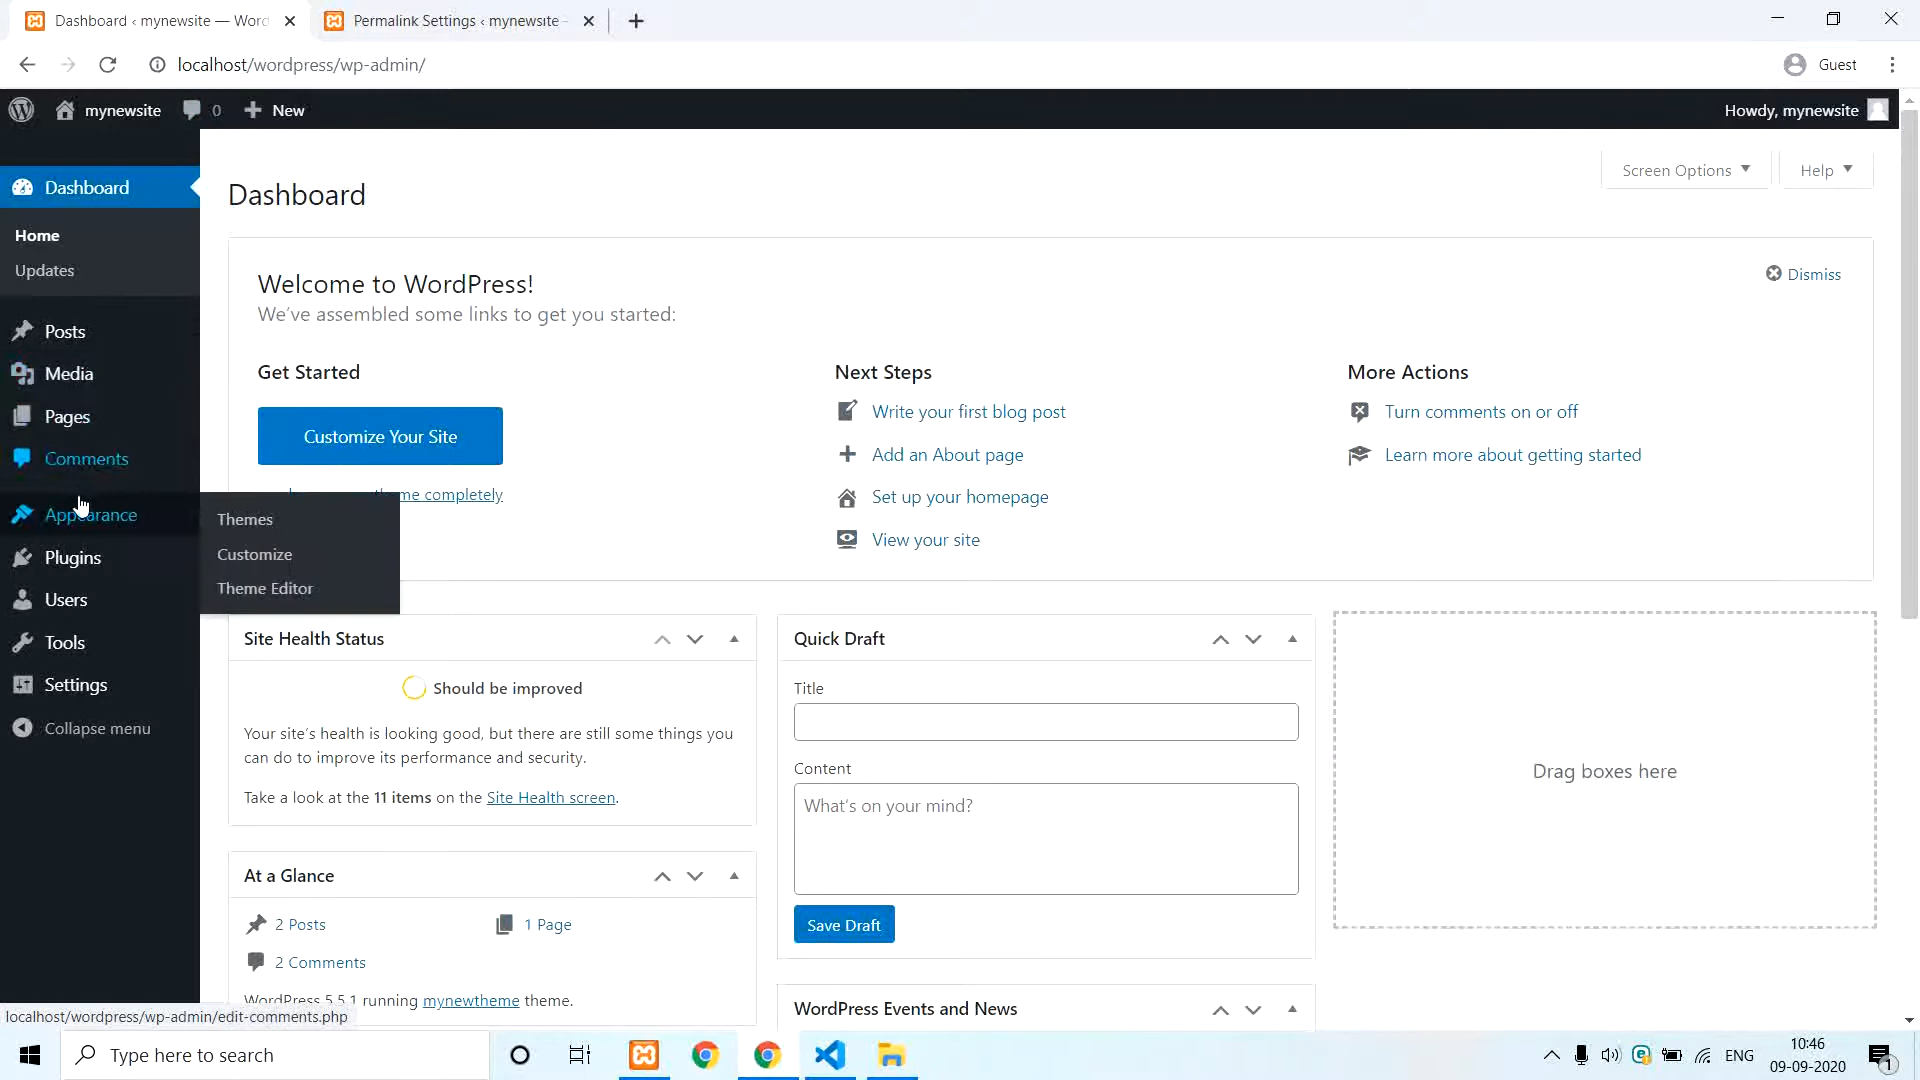 Dashboard ‹ mynewsite — Word
Permalink Settings ‹ mynewsite –
localhost/wordpress/wp-admin/
Guest
mynewsite
0
New
Howdy, mynewsite
Dashboard
Home
Updates
Posts
Media
Pages
Comments
Appearance
Plugins
Users
Tools
Settings
Collapse menu
Themes
Customize
Theme Editor
Screen Options
Help
Dashboard
Welcome to WordPress!
We've assembled some links to get you started:
Dismiss
Get Started
Customize Your Site
me completely
Next Steps
Write your first blog post
Add an About page
Set up your homepage
View your site
More Actions
Turn comments on or off
Learn more about getting started
Site Health Status
Should be improved
Your site's health is looking good, but there are still some things you
can do to improve its performance and security.
Take a look at the 11 items on the Site Health screen.
At a Glance
2 Posts
1 Page
2 Comments
WordPress 5.5.1 running mynewtheme theme.
Quick Draft
Title
Content
What's on your mind?
Save Draft
WordPress Events and News
Drag boxes here
localhost/wordpress/wp-admin/edit-comments.php
Type here to search
ENG
10:46
09-09-2020
1